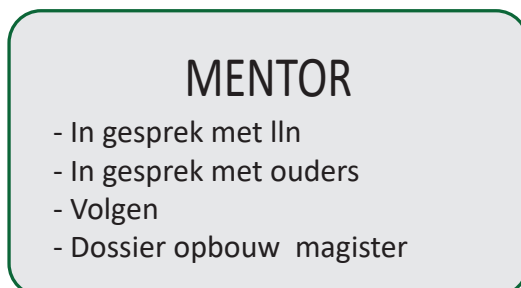 MENTOR
- In gesprek met lln
- In gesprek met ouders
- Volgen
- Dossier opbouw  magister